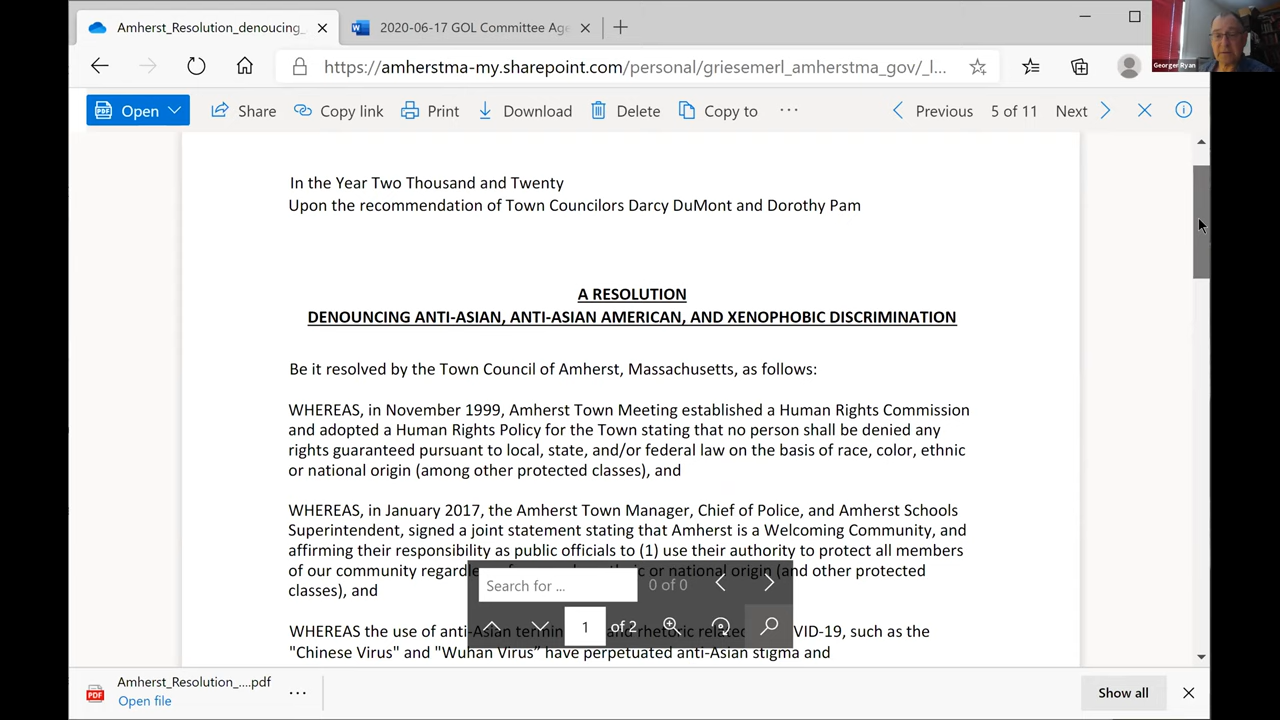 Amherst_Resolution_denoucing_
2020-06-17 GOL Committee Age
Georger Ryan
https://amherstmamy.sharepoint.com/personal/griesemerl_amherstma_gov/_l...
Open
Share
Copy link
Print
Download
Delete
Copy to
...
Previous
5 of 11
Next
In the Year Two Thousand and Twenty
Upon the recommendation of Town Councilors Darcy DuMont and Dorothy Pam
A RESOLUTION
DENOUNCING ANTI-ASIAN, ANTI-ASIAN AMERICAN, AND XENOPHOBIC DISCRIMINATION
Be it resolved by the Town Council of Amherst, Massachusetts, as follows:
WHEREAS, in November 1999, Amherst Town Meeting established a Human Rights Commission
and adopted a Human Rights Policy for the Town stating that no person shall be denied any
rights guaranteed pursuant to local, state, and/or federal law on the basis of race, color, ethnic
or national origin (among other protected classes), and
WHEREAS, in January 2017, the Amherst Town Manager, Chief of Police, and Amherst Schools
Superintendent, signed a joint statement stating that Amherst is a Welcoming Community, and
affirming their responsibility as public officials to (1) use their authority to protect all members
of our community or national origin (and other protected
classes), and
Search for ...
0 of 0
1
of 2
WHEREAS the use of anti-Asian and rhetoric such as the
"Chinese Virus" and "Wuhan Virus" have perpetuated anti-Asian stigma and
Amherst_Resolution_....pdf
Open file
...
Show all